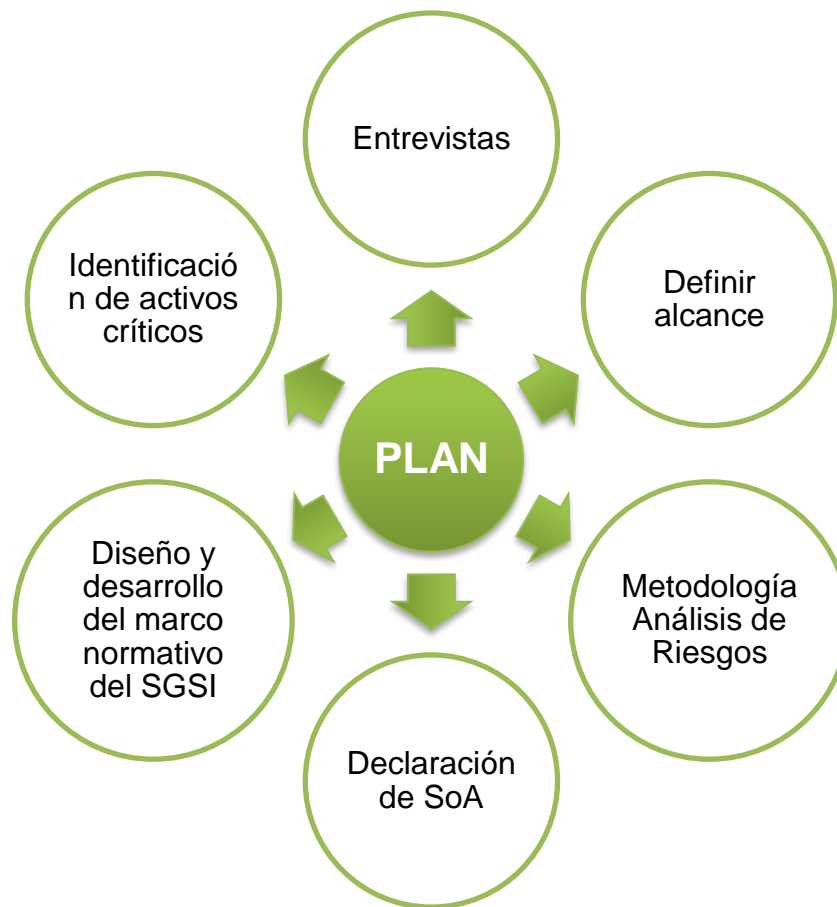 Entrevistas
Identificació
n de activos
críticos
Definir
alcance
PLAN
Diseño y
desarrollo
del marco
normativo
del SGSI
Metodología
Análisis de
Riesgos
Declaración
de SoA